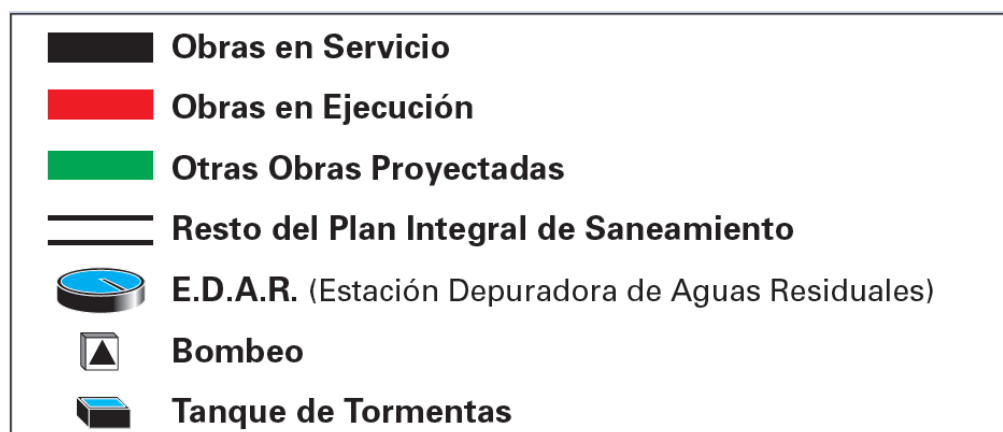 Obras en Servicio
Obras en Ejecución
Otras Obras Proyectadas
Resto del Plan Integral de Saneamiento
E.D.A.R. (Estación Depuradora de Aguas Residuales)
Bombeo
Tanque de Tormentas